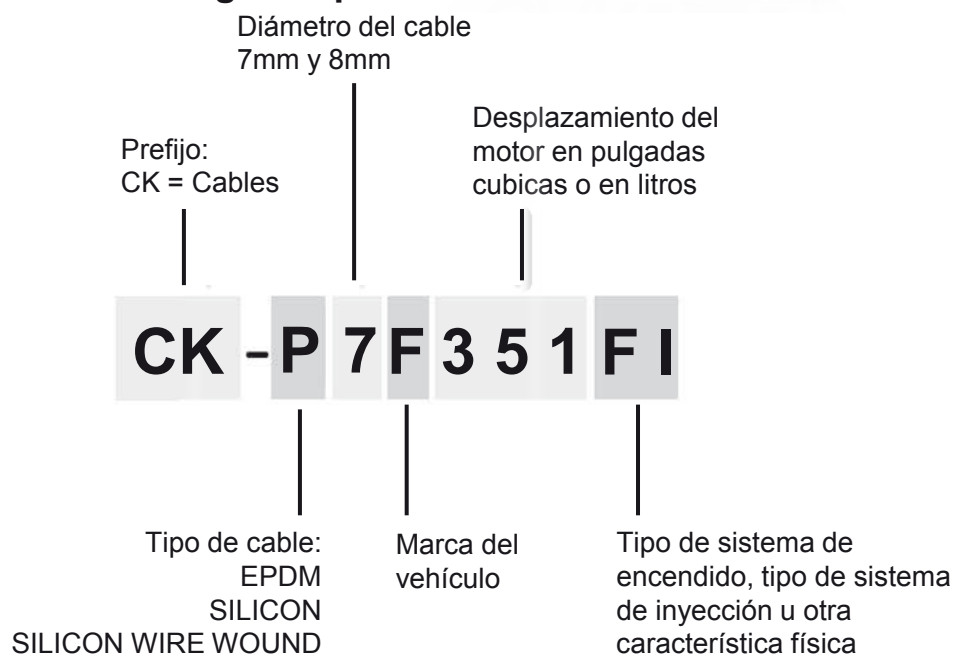 Diámetro del cable
7mm y 8mm
Desplazamiento del
motor en pulgadas
cubicas o en litros
Prefijo:
CK = Cables
CK - P 7 F 3 5 1 F I
Tipo de cable:
EPDM
SILICON
SILICON WIRE WOUND
Marca del
vehículo
Tipo de sistema de
encendido, tipo de sistema
de inyección u otra
característica física